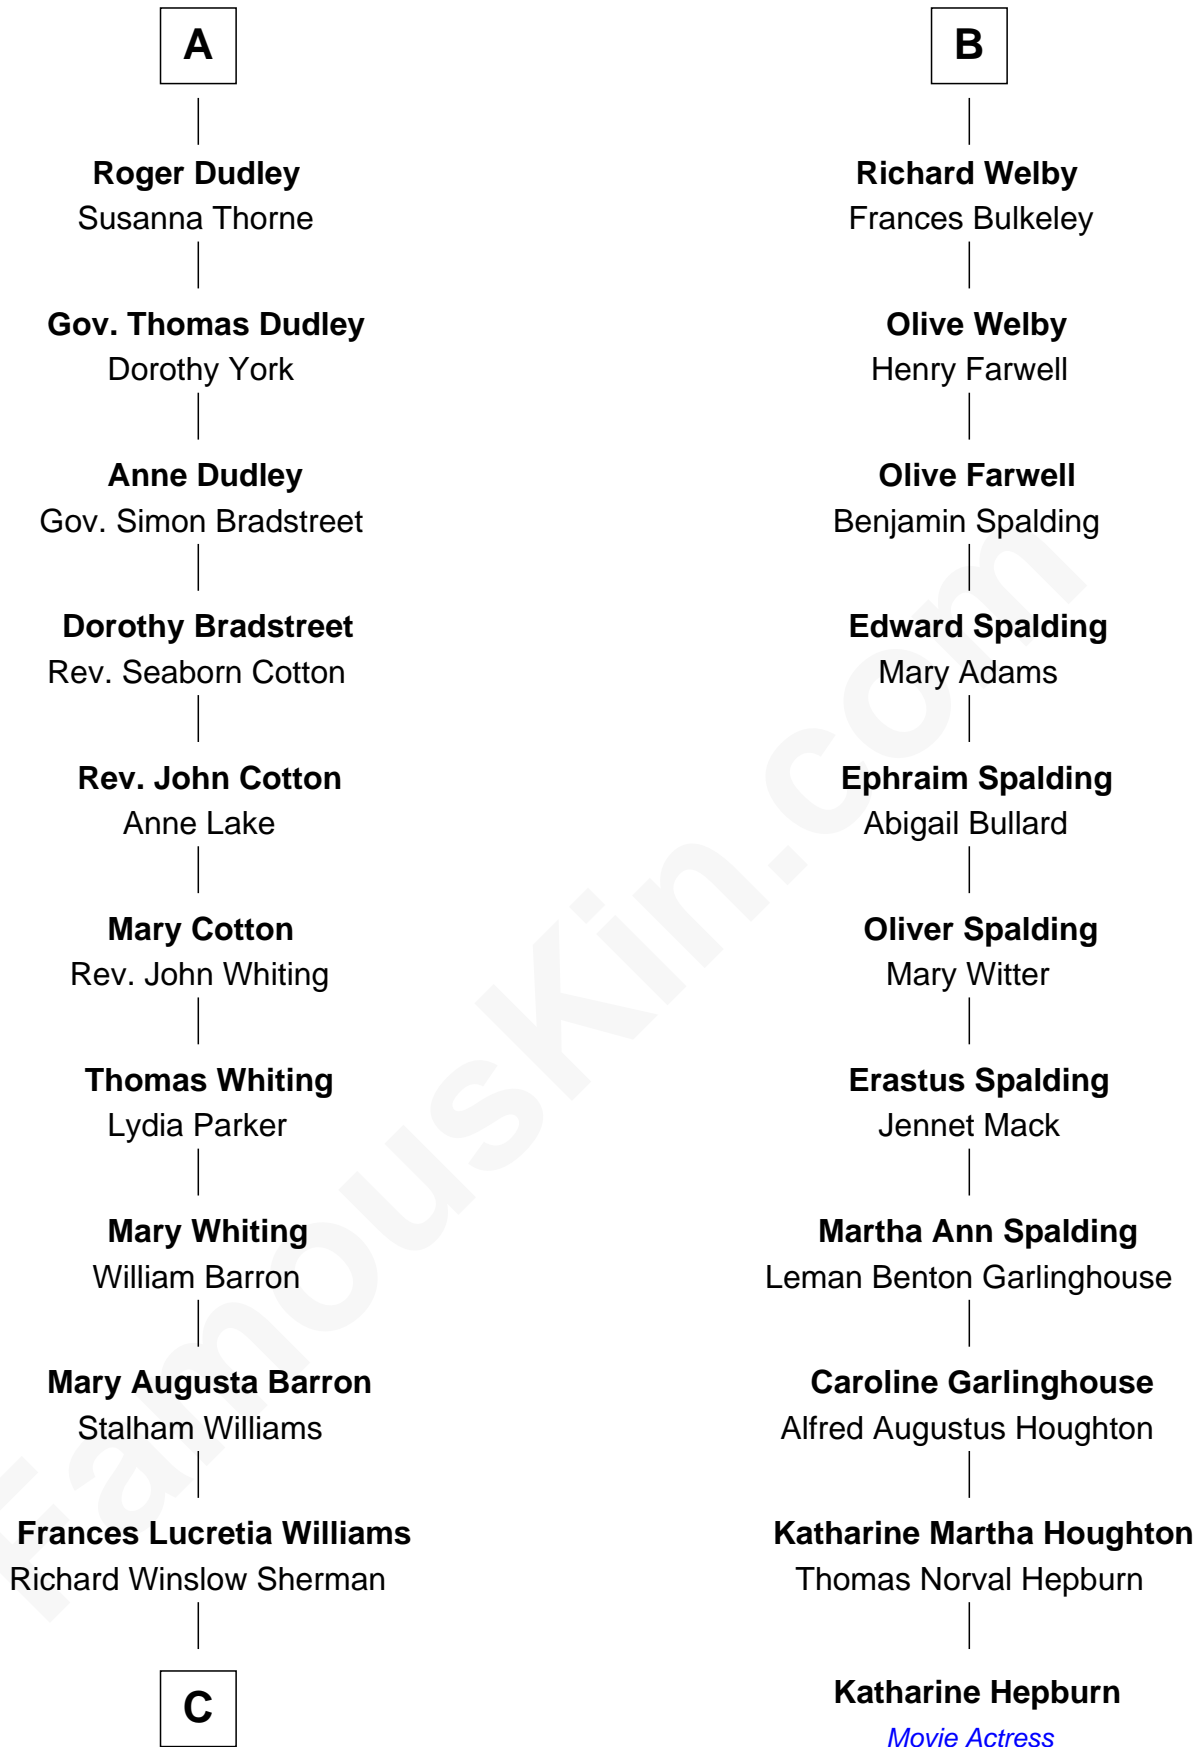 A
Roger Dudley
Susanna Thorne
Gov. Thomas Dudley
Dorothy York
Anne Dudley
Gov. Simon Bradstreet
Dorothy Bradstreet
Rev. Seaborn Cotton
Rev. John Cotton
Anne Lake
Mary Cotton
Rev. John Whiting
Thomas Whiting
Lydia Parker
Mary Whiting
William Barron
Mary Augusta Barron
Stalham Williams
Frances Lucretia Williams
Richard Winslow Sherman
C
B
Richard Welby
Frances Bulkeley
Olive Welby
Henry Farwell
Olive Farwell
Benjamin Spalding
Edward Spalding
Mary Adams
Ephraim Spalding
Abigail Bullard
Oliver Spalding
Mary Witter
Erastus Spalding
Jennet Mack
Martha Ann Spalding
Leman Benton Garlinghouse
Caroline Garlinghouse
Alfred Augustus Houghton
Katharine Martha Houghton
Thomas Norval Hepburn
Katharine Hepburn
Movie Actress
FamousKin.com